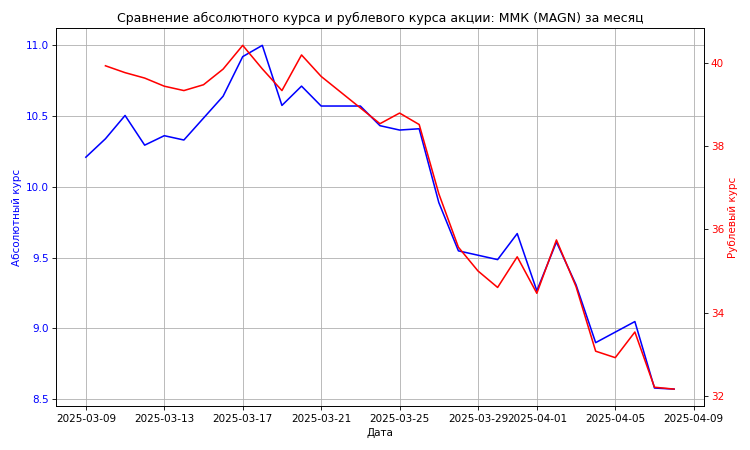 Сравнение абсолютного курса и рублевого курса акции: ММК (MAGN) за месяц
11.0
10.5
10.0
9.5
9.0
8.5
Абсолютный курс
40
38
36
34
32
Рублевый курс
2025-03-09 2025-03-13 2025-03-17 2025-03-21 2025-03-25 2025-03-29 2025-04-01 2025-04-05 2025-04-09
Дата